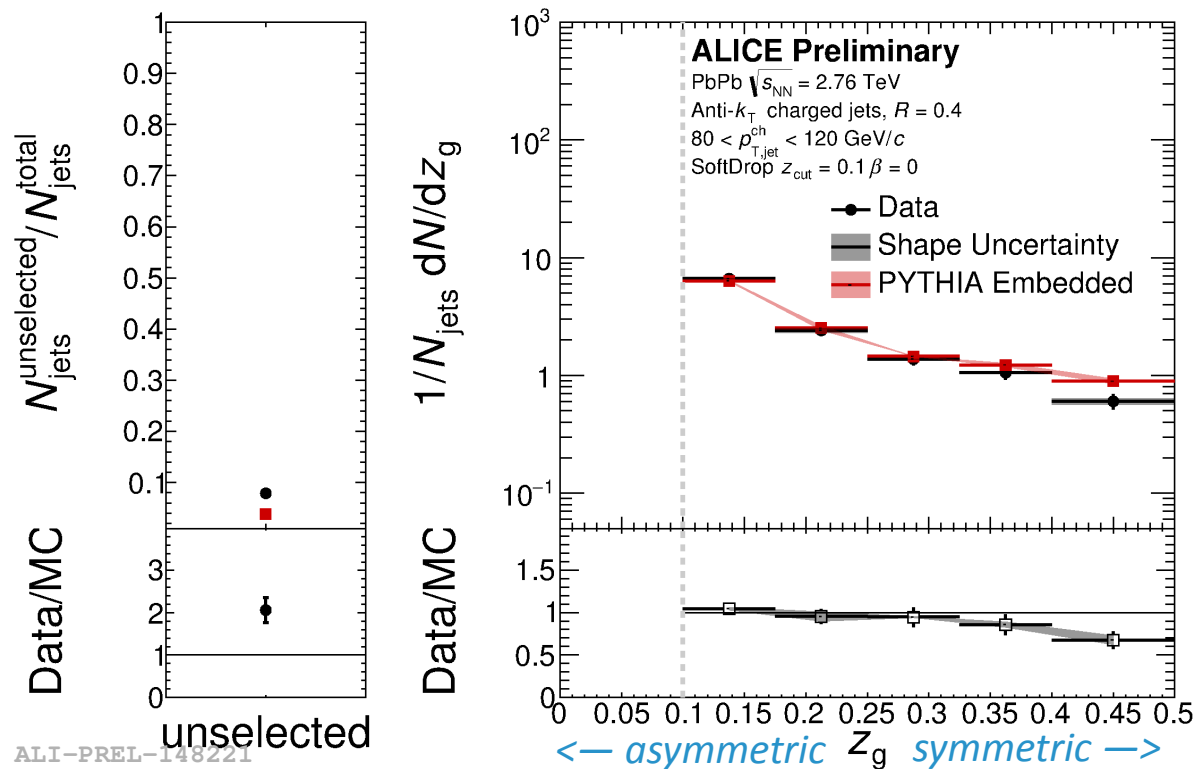 N_jets^unselected / N_jets^total
1
0.9
0.8
0.7
0.6
0.5
0.4
0.3
0.2
0.1
Data/MC
3
2
1
0
unselected
ALI-PREL-148221
1/N_jets dN/dz_g
10^3
10^2
10
1
10^−1
ALICE Preliminary
PbPb √s_NN = 2.76 TeV
Anti-k_T charged jets, R = 0.4
80 < p_T,jet^ch < 120 GeV/c
SoftDrop z_cut = 0.1 β = 0
Data
Shape Uncertainty
PYTHIA Embedded
Data/MC
1.5
1
0.5
0
0 0.05 0.1 0.15 0.2 0.25 0.3 0.35 0.4 0.45 0.5
<— asymmetric z_g symmetric —>